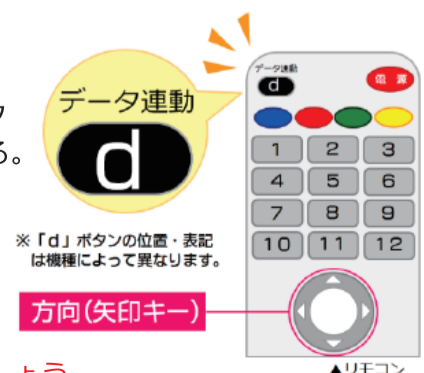 データ連動
d
る。
※「d」ボタンの位置・表記
は機種によって異なります。
方向(矢印キー)
データ連動
d
電源
1 2 3
4 5 6
7 8 9
10 11 12
▲リモコン